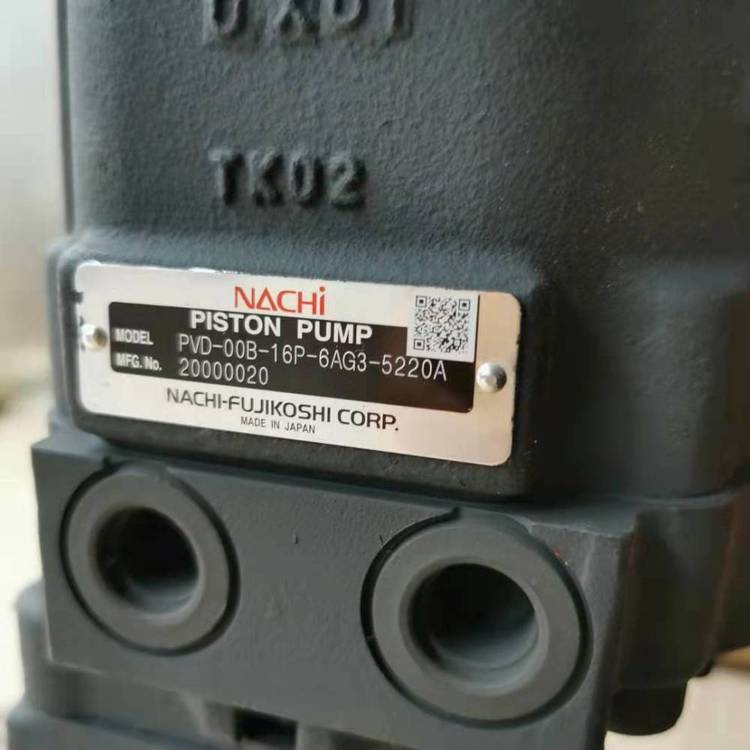 TK02
NACHi
PISTON PUMP
MODEL PVD-00B-16P-6AG3-5220A
MFG. No. 20000020
NACHI-FUJIKOSHI CORP.
MADE IN JAPAN